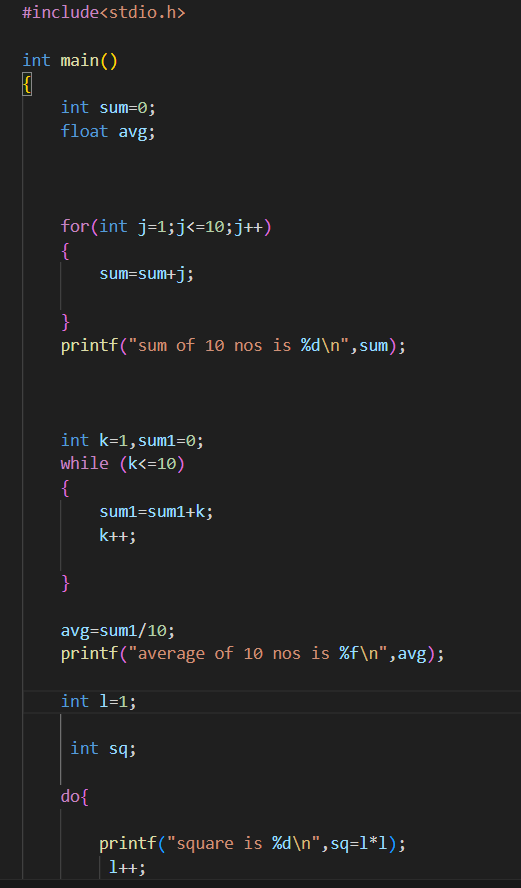 #include<stdio.h>
int main()
{
int sum=0;
float avg;
for(int j=1;j<=10;j++)
{
sum=sum+j;
}
printf("sum of 10 nos is %d\n",sum);
int k=1,sum1=0;
while (k<=10)
{
sum1=sum1+k;
k++;
}
avg=sum1/10;
printf("average of 10 nos is %f\n",avg);
int l=1;
int sq;
do{
printf("square is %d\n",sq=l*l);
l++;